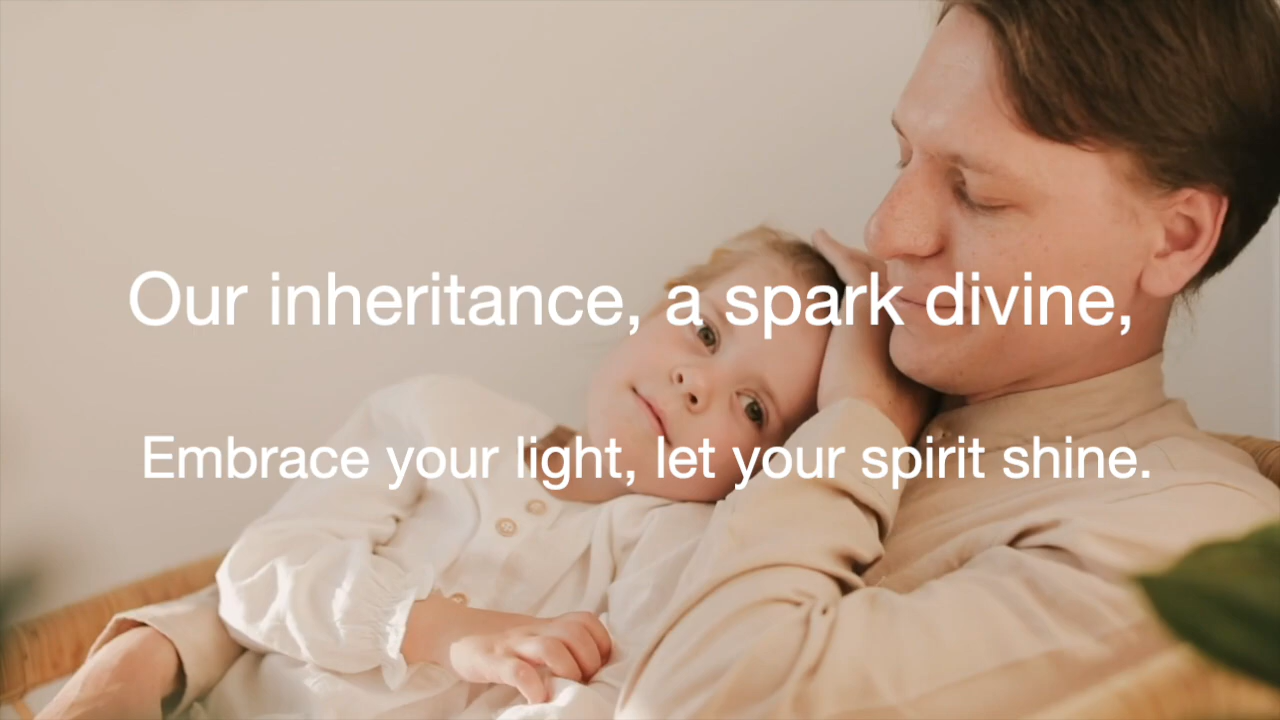 Our inheritance, a spark divine,
Embrace your light, let your spirit shine.